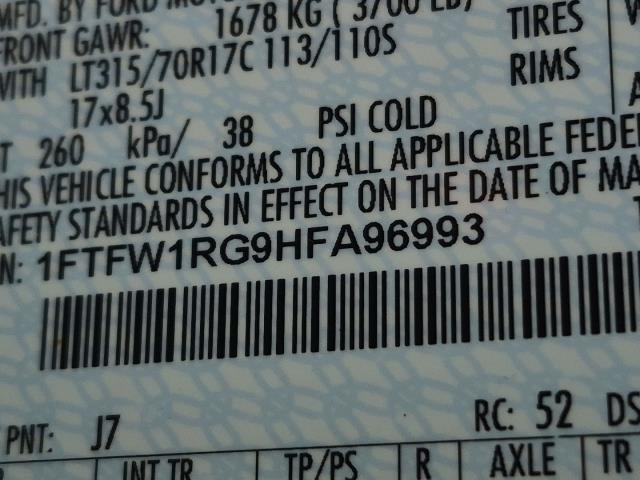 MFD. BY FORD MOTO
FRONT GAWR: 1678 KG ( 3700 LB) TIRES
WITH LT315/70R17C 113/110S RIMS
17x8.5J
T 260 kPa/ 38 PSI COLD
HIS VEHICLE CONFORMS TO ALL APPLICABLE FEDE
AFETY STANDARDS IN EFFECT ON THE DATE OF MA
N: 1FTFW1RG9HFA96993
PNT: J7 RC: 52 DS
INT TR TP/PS R AXLE TR